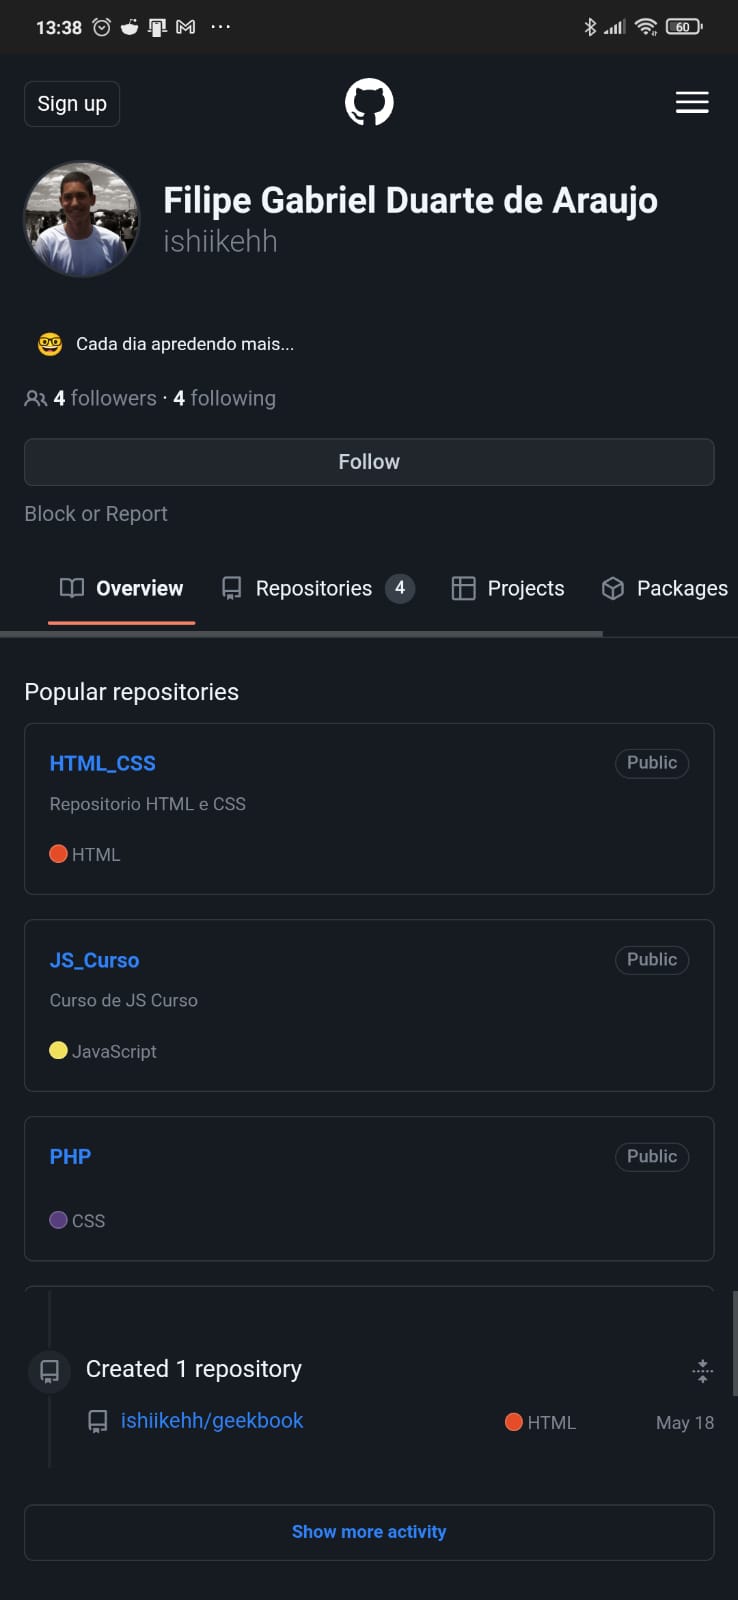 13:38 60
Sign up
Filipe Gabriel Duarte de Araujo
ishiikehh
Cada dia apredendo mais...
4 followers · 4 following
Follow
Block or Report
Overview Repositories 4 Projects Packages
Popular repositories
HTML_CSS Public
Repositorio HTML e CSS
HTML
JS_Curso Public
Curso de JS Curso
JavaScript
PHP Public
CSS
Created 1 repository
ishiikehh/geekbook HTML May 18
Show more activity